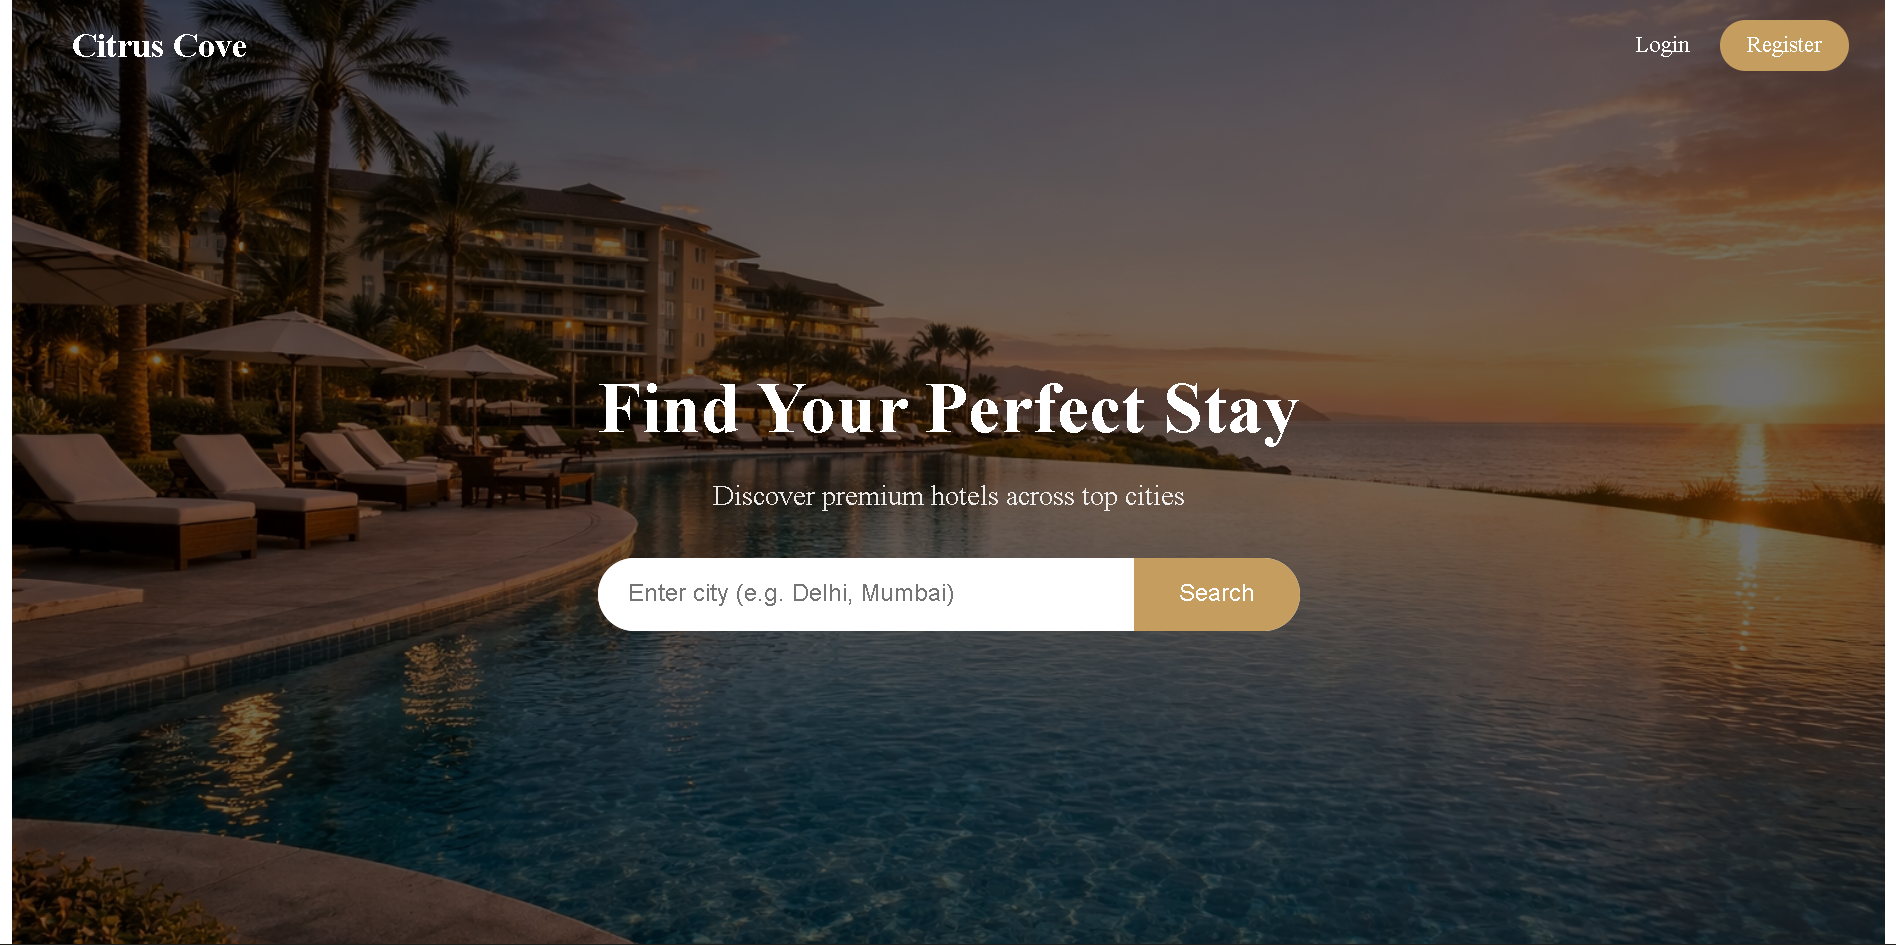 Citrus Cove
Login
Register
Find Your Perfect Stay
Discover premium hotels across top cities
Enter city (e.g. Delhi, Mumbai)
Search